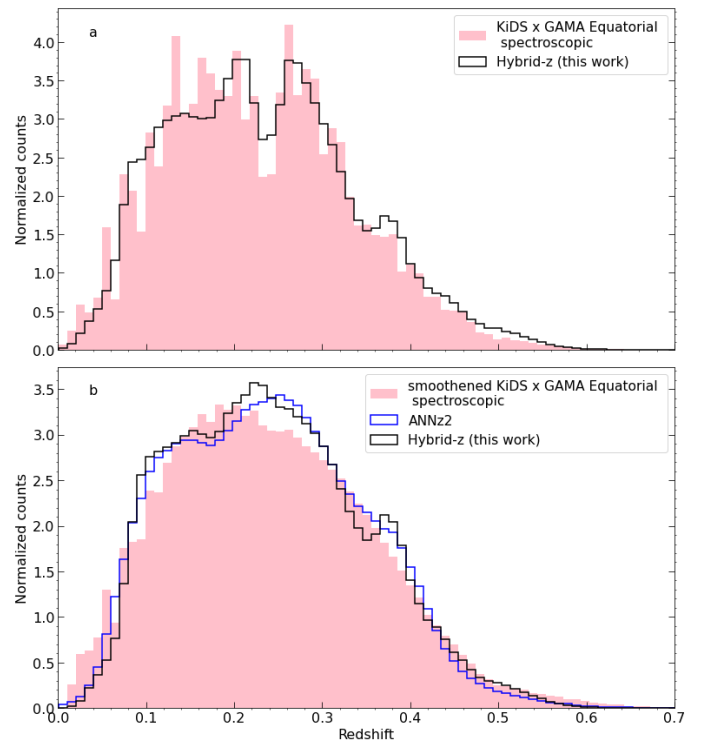 a
KiDS x GAMA Equatorial
spectroscopic
Hybrid-z (this work)
4.0
3.5
3.0
2.5
2.0
1.5
1.0
0.5
0.0
Normalized counts
b
smoothened KiDS x GAMA Equatorial
spectroscopic
ANNz2
Hybrid-z (this work)
3.5
3.0
2.5
2.0
1.5
1.0
0.5
0.0
Normalized counts
0.0 0.1 0.2 0.3 0.4 0.5 0.6 0.7
Redshift